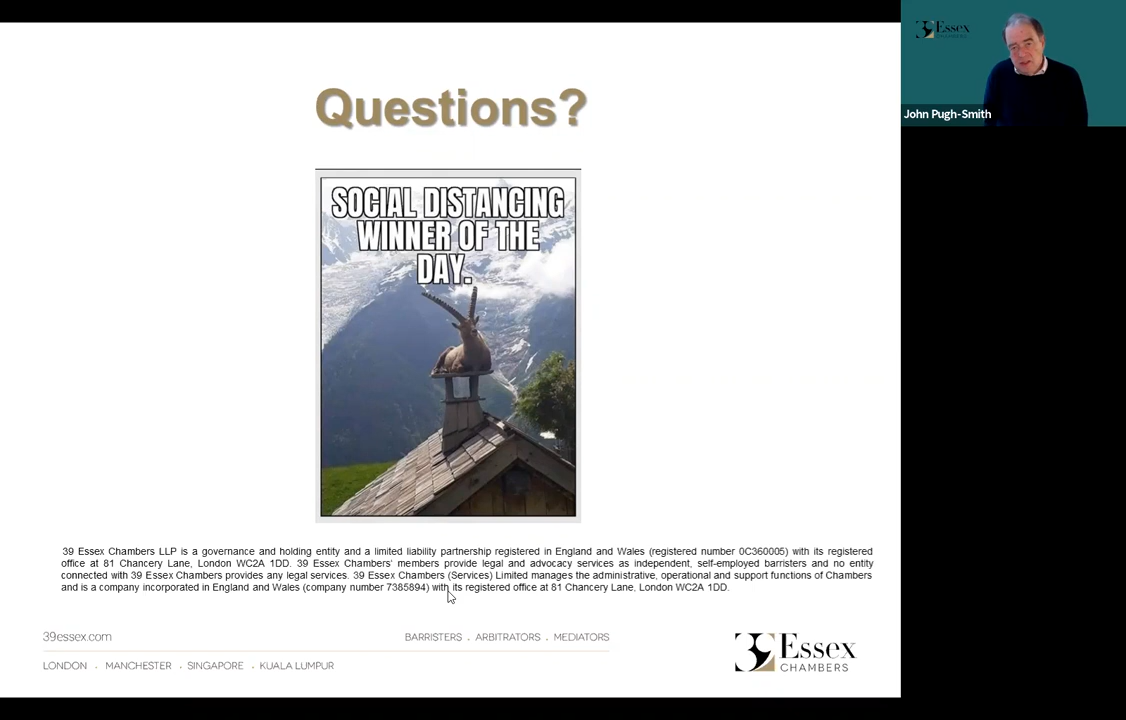 39 Essex
CHAMBERS
John Pugh-Smith
Questions?
SOCIAL DISTANCING
WINNER OF THE
DAY.
39 Essex Chambers LLP is a governance and holding entity and a limited liability partnership registered in England and Wales (registered number 0C360005) with its registered
office at 81 Chancery Lane, London WC2A 1DD. 39 Essex Chambers' members provide legal and advocacy services as independent, self-employed barristers and no entity
connected with 39 Essex Chambers provides any legal services. 39 Essex Chambers (Services) Limited manages the administrative, operational and support functions of Chambers
and is a company incorporated in England and Wales (company number 7385894) with its registered office at 81 Chancery Lane, London WC2A 1DD.
39essex.com
BARRISTERS . ARBITRATORS . MEDIATORS
LONDON . MANCHESTER . SINGAPORE . KUALA LUMPUR
39 Essex
CHAMBERS